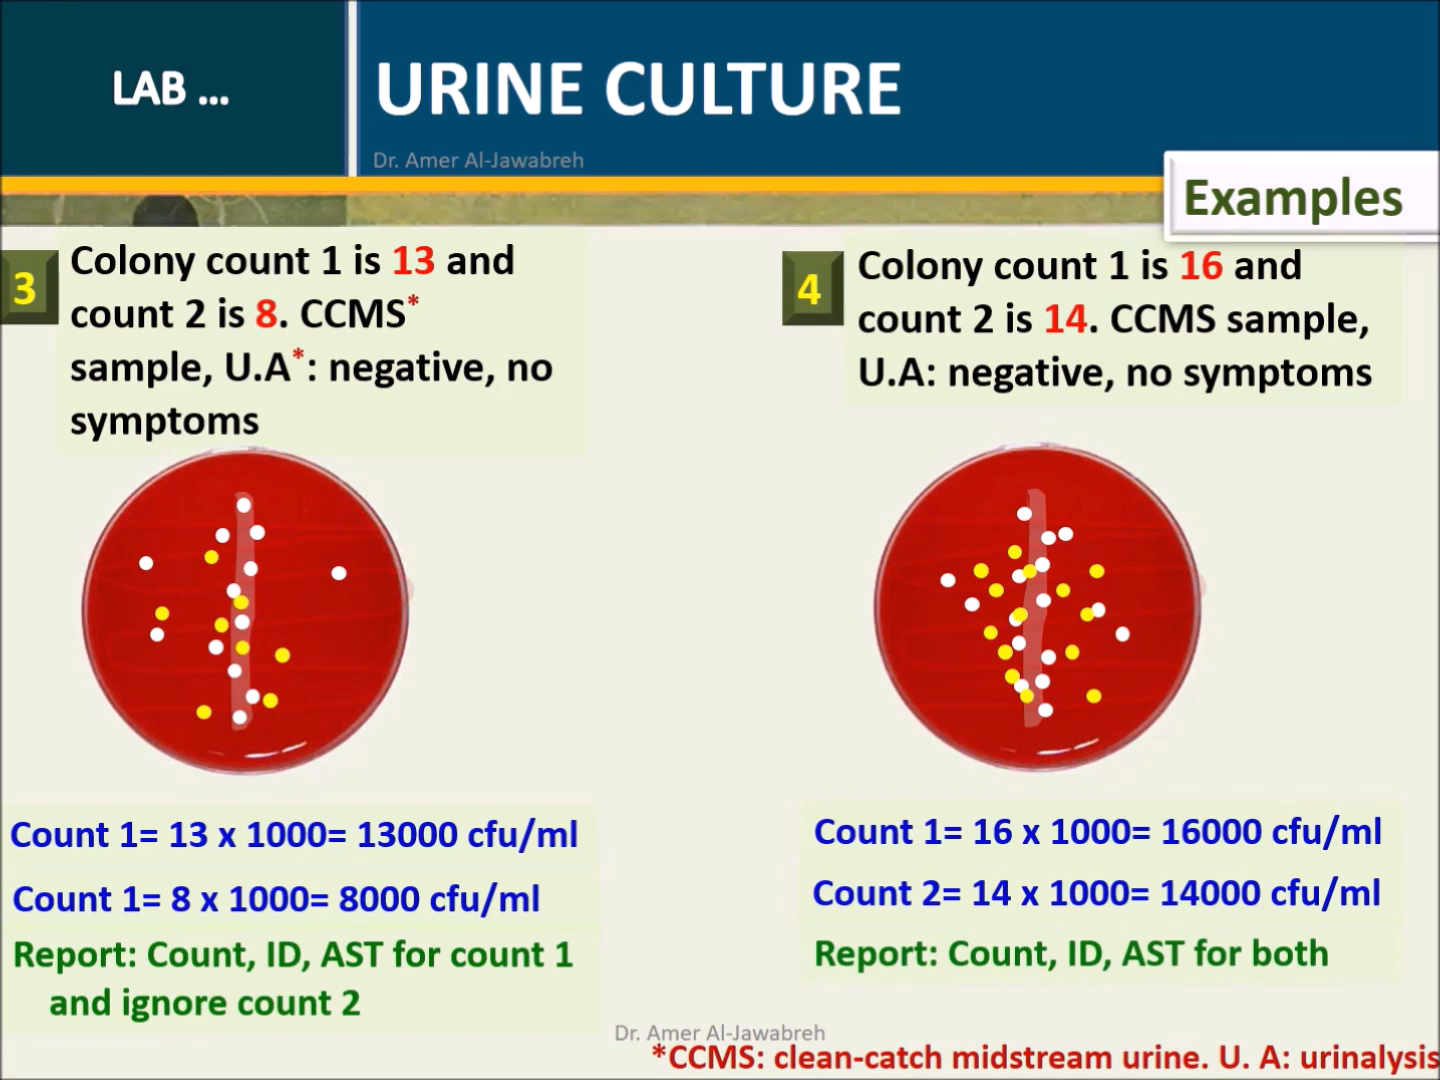 LAB ...
URINE CULTURE
Dr. Amer Al-Jawabreh
Examples
3
Colony count 1 is 13 and
count 2 is 8. CCMS*
sample, U.A*: negative, no
symptoms
Count 1= 13 x 1000= 13000 cfu/ml
Count 1= 8 x 1000= 8000 cfu/ml
Report: Count, ID, AST for count 1
and ignore count 2
4
Colony count 1 is 16 and
count 2 is 14. CCMS sample,
U.A: negative, no symptoms
Count 1= 16 x 1000= 16000 cfu/ml
Count 2= 14 x 1000= 14000 cfu/ml
Report: Count, ID, AST for both
Dr. Amer Al-Jawabreh
*CCMS: clean-catch midstream urine. U. A: urinalysis